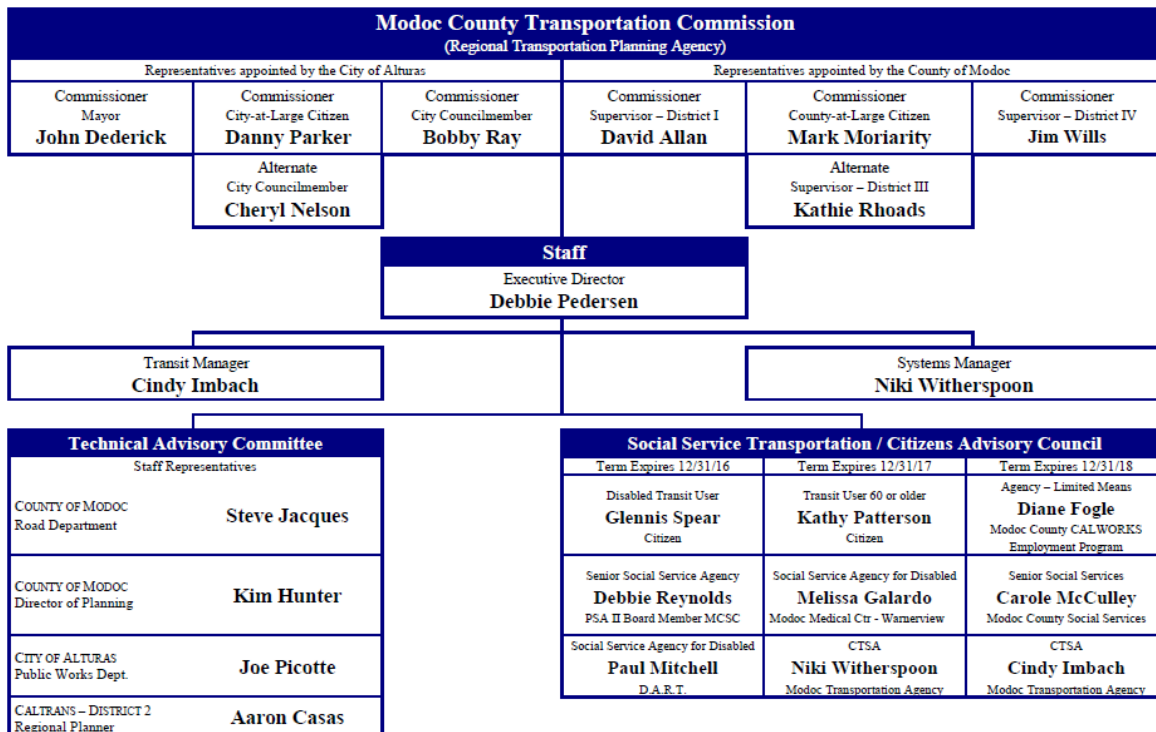 Modoc County Transportation Commission
(Regional Transportation Planning Agency)
Representatives appointed by the City of Alturas
Representatives appointed by the County of Modoc
Commissioner
Mayor
John Dederick
Commissioner
City-at-Large Citizen
Danny Parker
Commissioner
City Councilmember
Bobby Ray
Commissioner
Supervisor – District I
David Allan
Commissioner
County-at-Large Citizen
Mark Moriarity
Commissioner
Supervisor – District IV
Jim Wills
Alternate
City Councilmember
Cheryl Nelson
Alternate
Supervisor – District III
Kathie Rhoads
Staff
Executive Director
Debbie Pedersen
Transit Manager
Cindy Imbach
Systems Manager
Niki Witherspoon
Technical Advisory Committee
Staff Representatives
COUNTY OF MODOC
Road Department
Steve Jacques
COUNTY OF MODOC
Director of Planning
Kim Hunter
CITY OF ALTURAS
Public Works Dept.
Joe Picotte
CALTRANS – DISTRICT 2
Regional Planner
Aaron Casas
Social Service Transportation / Citizens Advisory Council
Term Expires 12/31/16
Term Expires 12/31/17
Term Expires 12/31/18
Disabled Transit User
Glennis Spear
Citizen
Transit User 60 or older
Kathy Patterson
Citizen
Agency – Limited Means
Diane Fogle
Modoc County CALWORKS
Employment Program
Senior Social Service Agency
Debbie Reynolds
PSA II Board Member MCSC
Social Service Agency for Disabled
Melissa Galardo
Modoc Medical Ctr - Warnerview
Senior Social Services
Carole McCulley
Modoc County Social Services
Social Service Agency for Disabled
Paul Mitchell
D.A.R.T.
CTSA
Niki Witherspoon
Modoc Transportation Agency
CTSA
Cindy Imbach
Modoc Transportation Agency